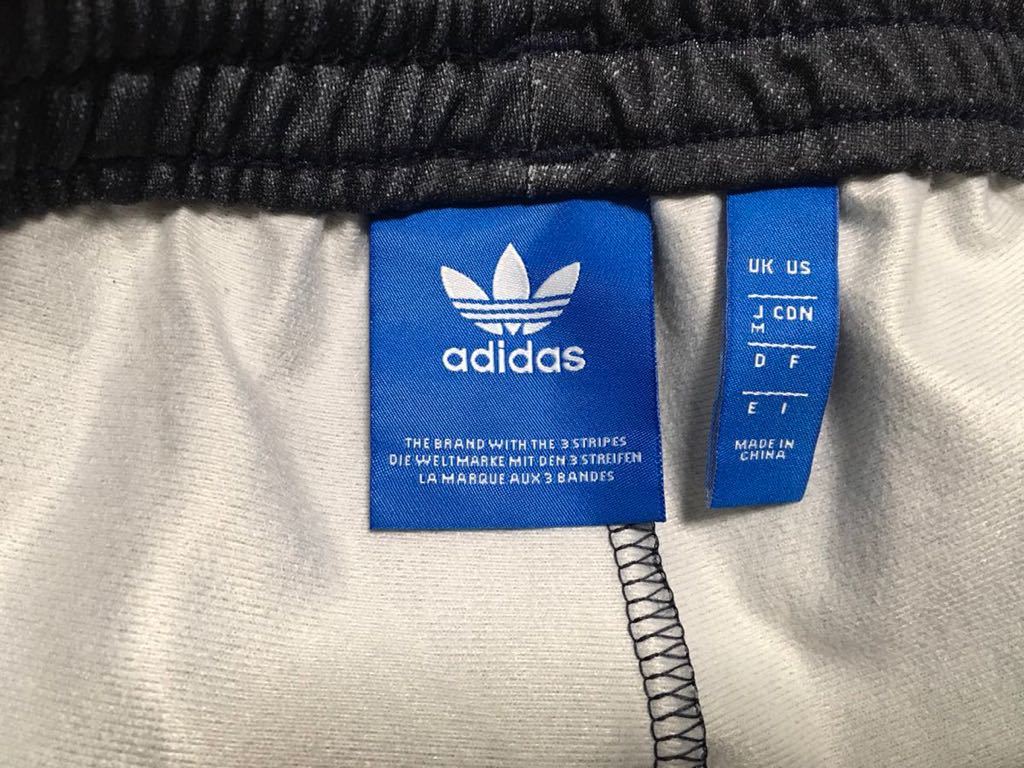 adidas
THE BRAND WITH THE 3 STRIPES
DIE WELTMARKE MIT DEN 3 STREIFEN
LA MARQUE AUX 3 BANDES
UK US
J CDN
M
D F
E I
MADE IN
CHINA